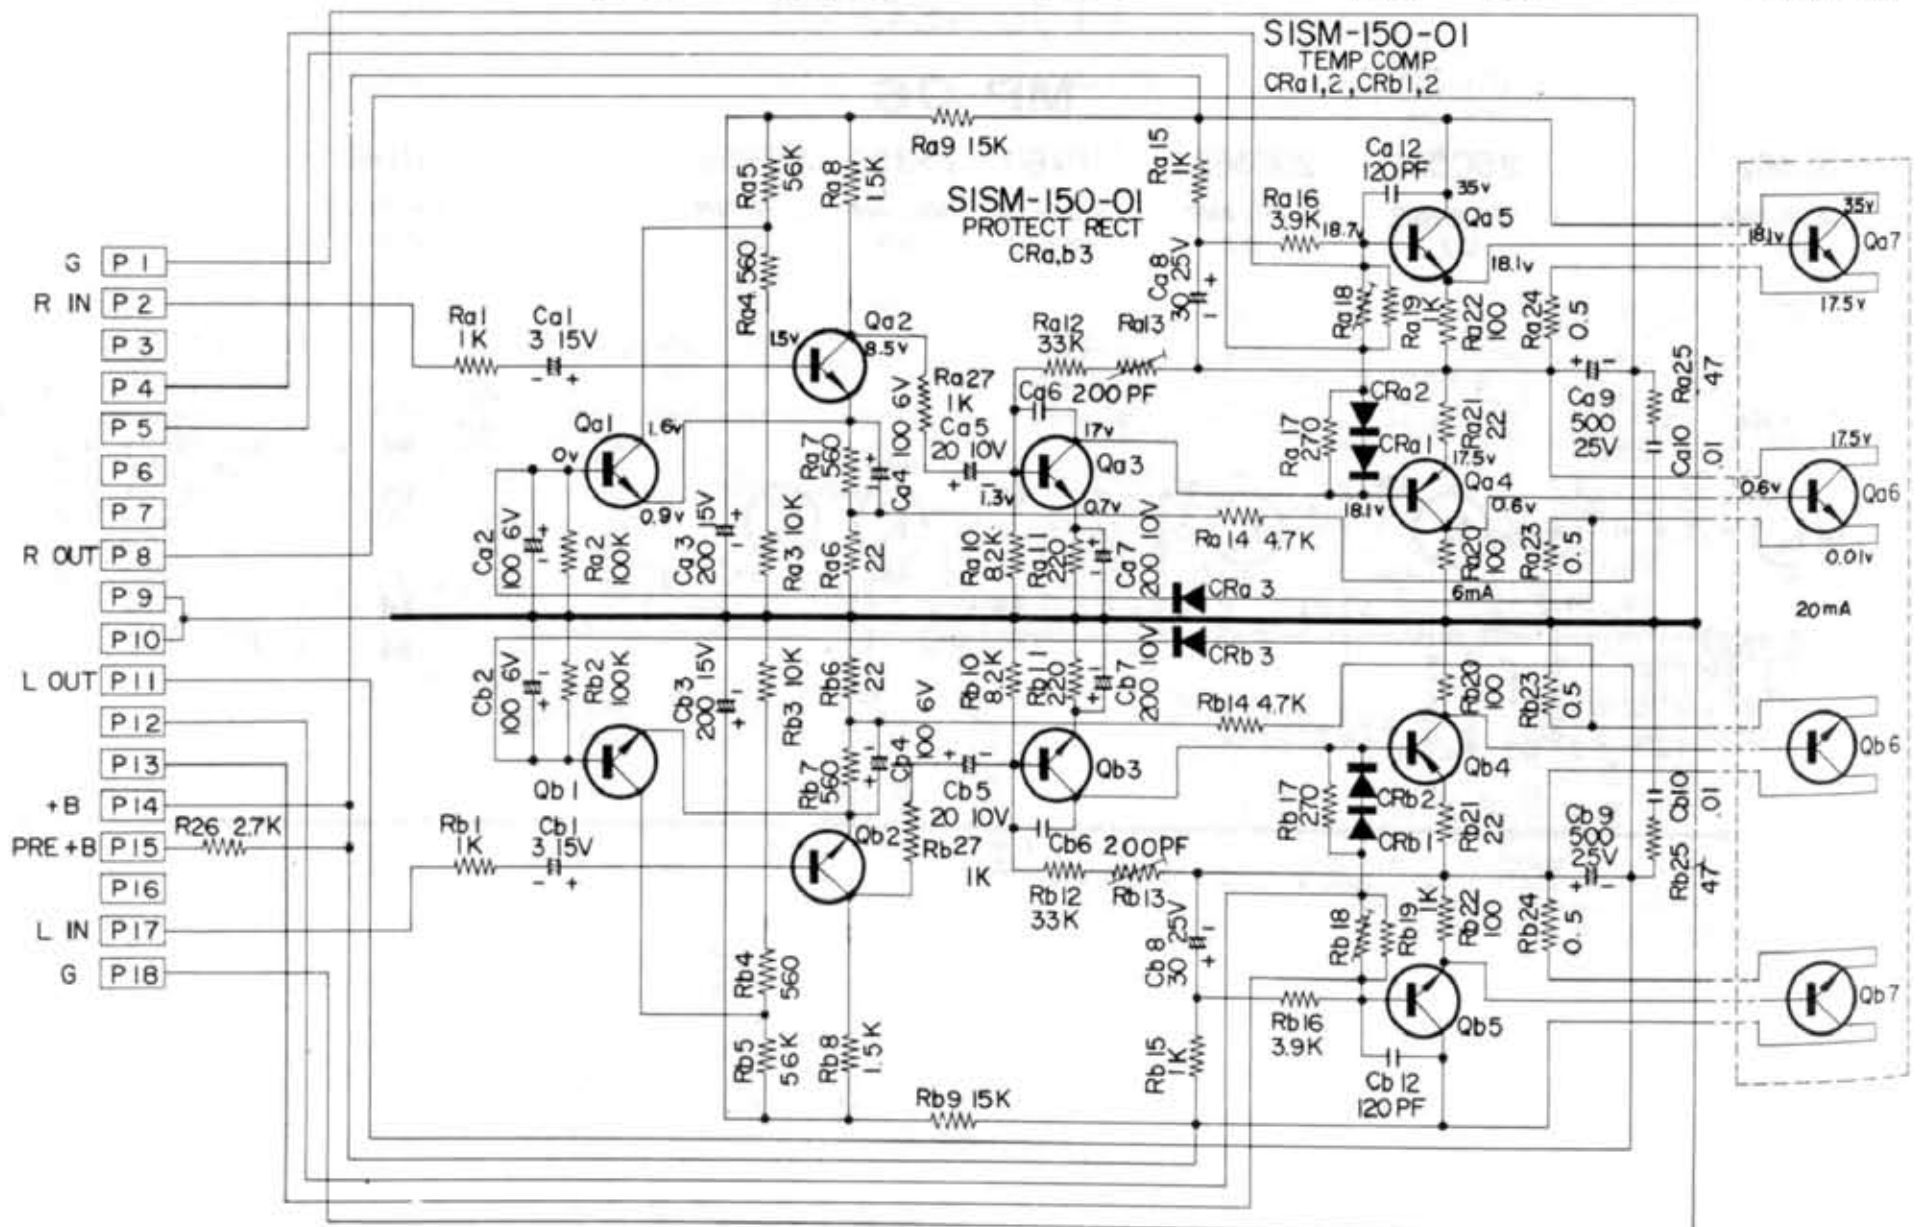 SISM-150-01
TEMP COMP
CRa1,2,CRb1,2
Ra9 15K
Ra5
56K
Ra8
1.5K
Ra15
1K
Ca12
120PF
35v
35v
SISM-150-01
PROTECT RECT
CRa,b3
Ra16
3.9K
18.7v
Qa5
18.1v
Qa7
18.1v
17.5v
G P1
R IN P2
P3
P4
P5
P6
P7
R OUT P8
P9
P10
L OUT P11
P12
P13
+B P14
R26 2.7K
PRE+B P15
P16
L IN P17
G P18
Ra4 560
Ca8
30 25V
+
-
Ra18
Ra19
1K
Ra22
100
Ra24
0.5
Ra1
1K
Ca1
3 15V
- +
1.5v
Qa2
8.5v
Ra12
33K
Ra13
Ca6 200PF
Ra27
1K
Ca5
20 10V
+ -
CRa2
Ra17
270
CRa1
Ra21
22
+ -
Ca9
500
25V
Ra25
47
Ca10
.01
Qa1
1.6v
0v
0.9v
Ra7
560
Ca4 100 6V
17v
Qa3
1.3v
0.7v
17.5v
Qa4
18.1v
0.6v
17.5v
0.6v
Qa6
0.01v
Ca2
100 6V
Ra2
100K
Ca3
200 15V
Ra3 10K
Ra6
22
Ra10
8.2K
Ra11
220
Ca7
200 10V
Ra14 4.7K
Ra20
100
Ra23
0.5
CRa3
6mA
20mA
CRb3
Cb2
100 6V
Rb2
100K
Cb3
200 15V
Rb3 10K
Rb6
22
Rb10
8.2K
Rb11
220
Cb7
200 10V
Rb14 4.7K
Rb20
100
Rb23
0.5
Qb1
Rb7
560
Cb4
100 6V
+ -
Cb5
20 10V
Qb3
Qb4
Qb6
Rb17
270
CRb2
CRb1
Rb21
22
Cb9
500
25V
+ -
Cb10
.01
Rb25
47
Rb1
1K
Cb1
3 15V
- +
Qb2
Rb27
1K
Cb6 200PF
Rb12
33K
Rb13
Cb8
30 25V
-
+
Rb18
Rb19
1K
Rb22
100
Rb24
0.5
Rb4
560
Rb16
3.9K
Qb5
Qb7
Rb5
56K
Rb8
1.5K
Rb15
1K
Cb12
120PF
Rb9 15K